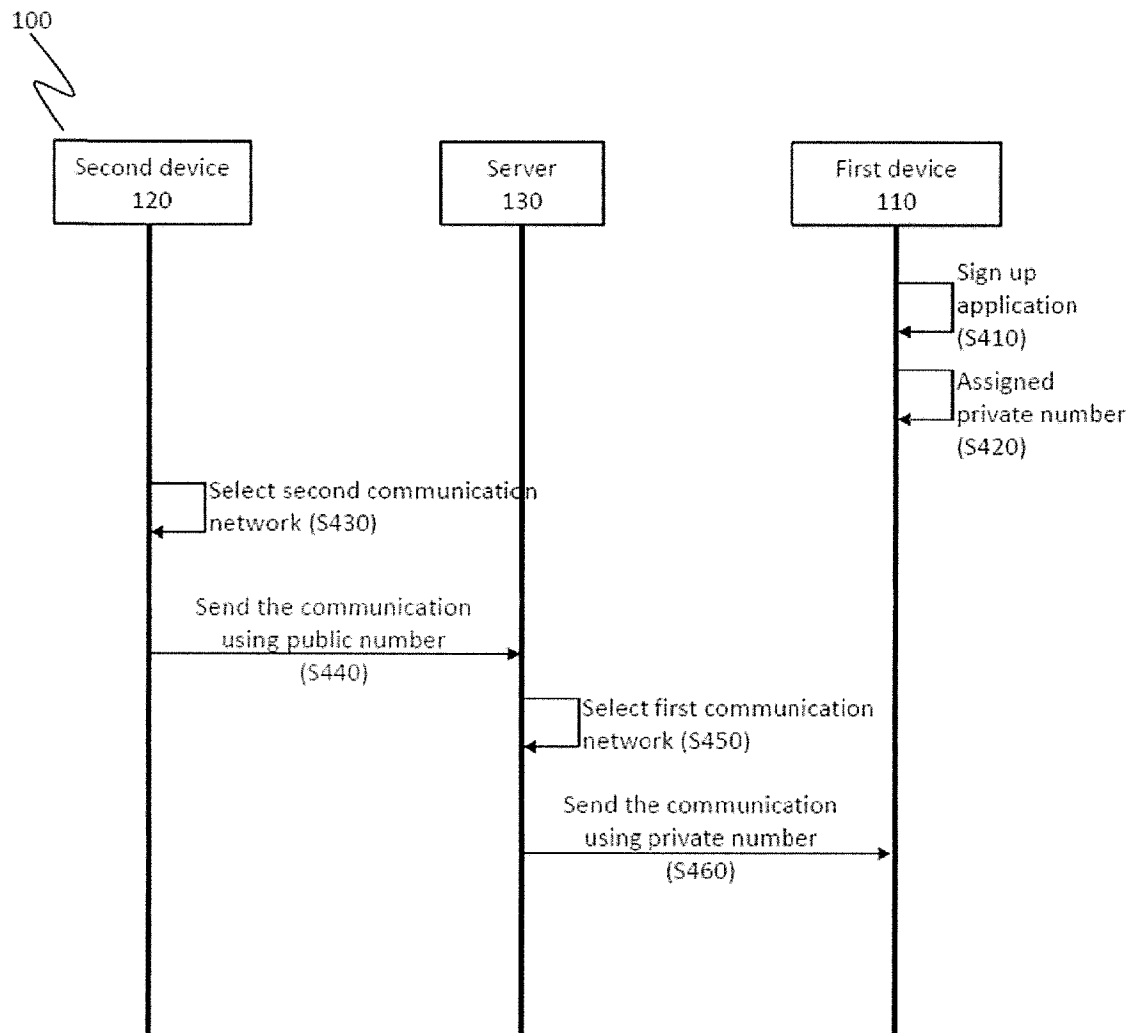 100
Second device
120
Server
130
First device
110
Sign up
application
(S410)
Assigned
private number
(S420)
Select second communication
network (S430)
Send the communication
using public number
(S440)
Select first communication
network (S450)
Send the communication
using private number
(S460)